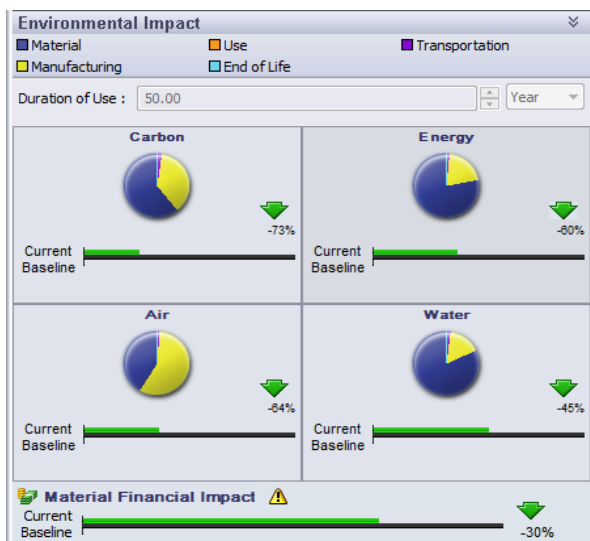 Environmental Impact
Material Use Transportation
Manufacturing End of Life
Duration of Use : 50.00 Year
Carbon Energy
-73% -60%
Current Current
Baseline Baseline
Air Water
-64% -45%
Current Current
Baseline Baseline
Material Financial Impact
Current
Baseline -30%